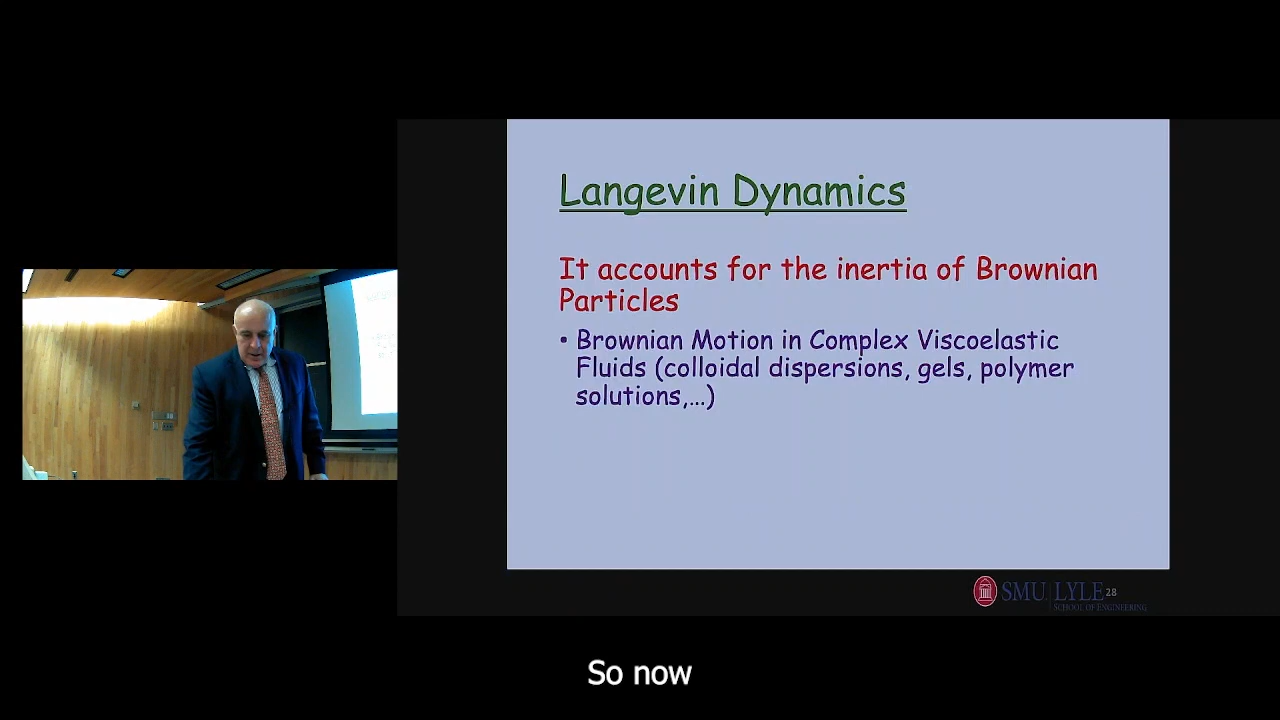 Langevin Dynamics
It accounts for the inertia of Brownian
Particles
• Brownian Motion in Complex Viscoelastic
Fluids (colloidal dispersions, gels, polymer
solutions,...)
SMU LYLE 28
SCHOOL OF ENGINEERING
So now